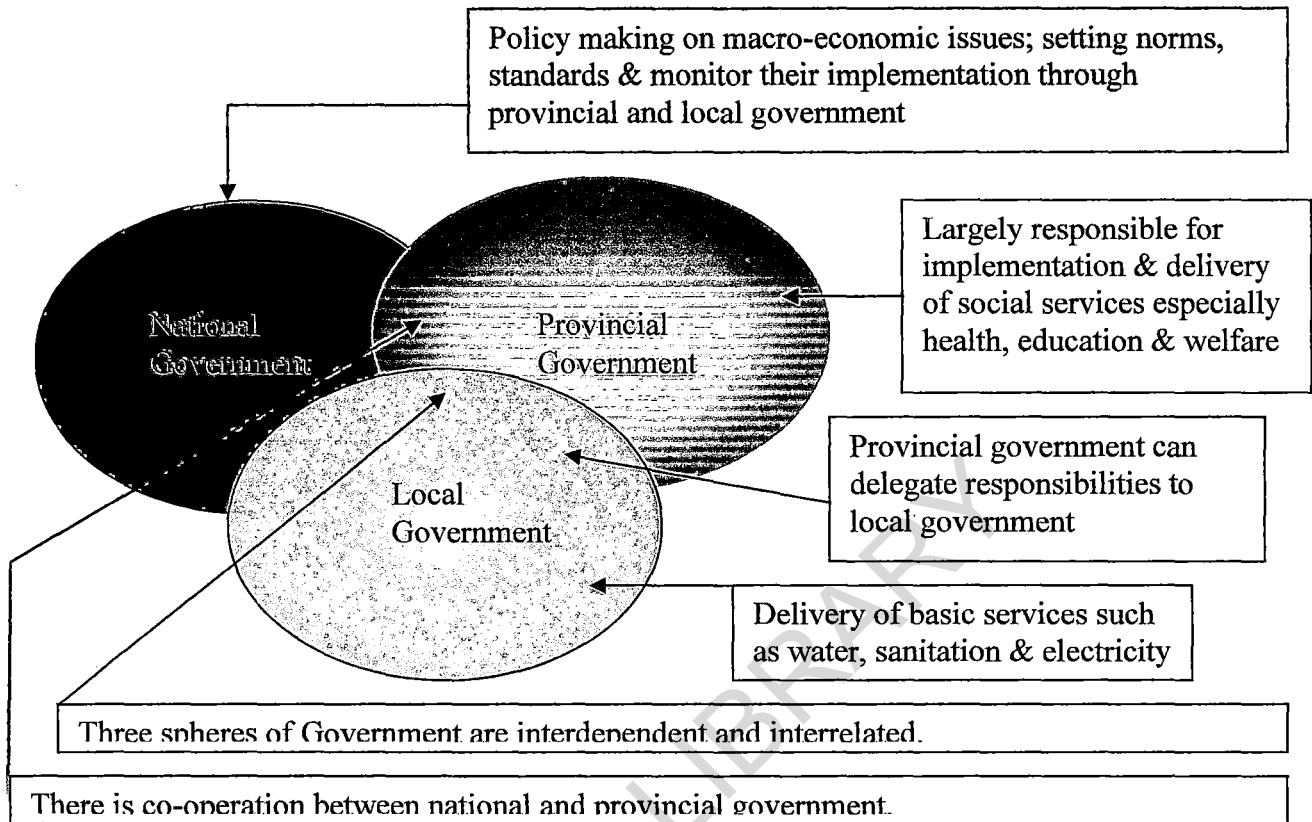 Policy making on macro-economic issues; setting norms,
standards & monitor their implementation through
provincial and local government
Largely responsible for
implementation & delivery
of social services especially
health, education & welfare
National
Government
Provincial
Government
Provincial government can
delegate responsibilities to
local government
Local
Government
Delivery of basic services such
as water, sanitation & electricity
Three spheres of Government are interdependent and interrelated.
There is co-operation between national and provincial government.
LIBRARY